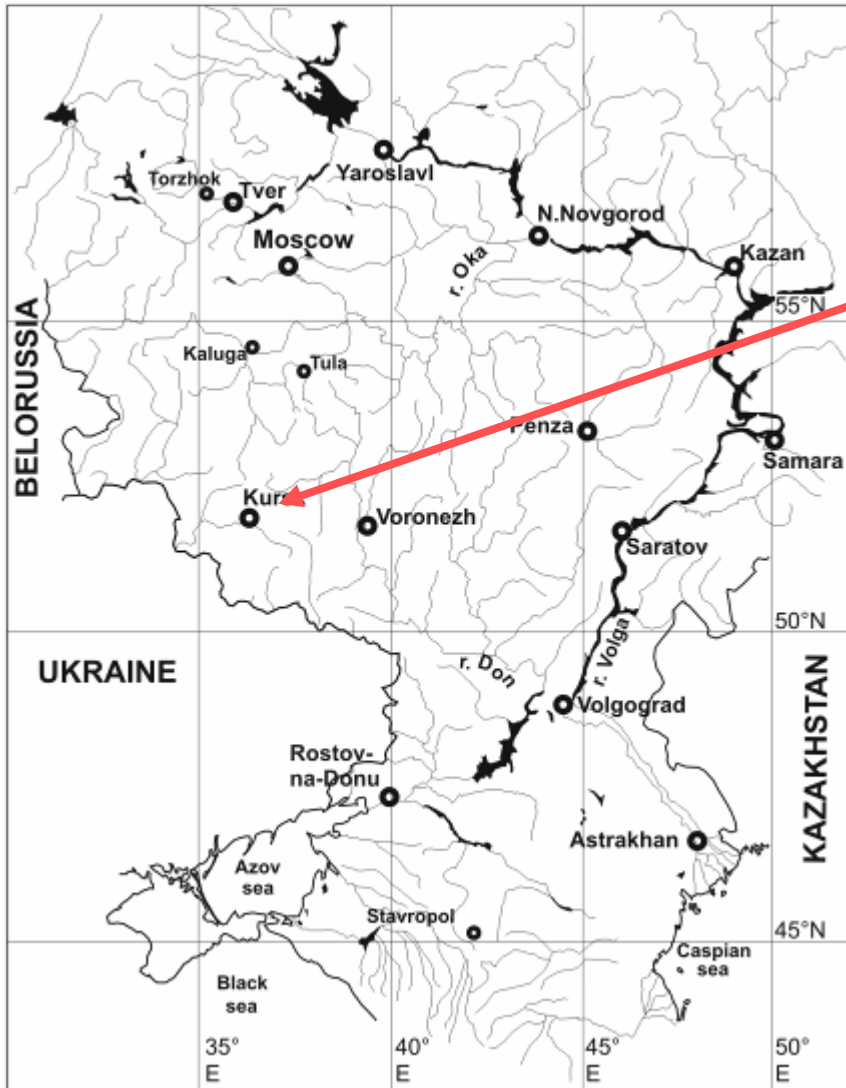 Yaroslavl
Torzhok
Tver
N.Novgorod
Moscow
r. Oka
Kazan
55°N
BELORUSSIA
Kaluga
Tula
Penza
Samara
Voronezh
Saratov
50°N
UKRAINE
r. Don
r. Volga
KAZAKHSTAN
Volgograd
Rostov-
na-Donu
Astrakhan
Azov
sea
Stavropol
45°N
Caspian
sea
Black
sea
35°
E
40°
E
45°
E
50°
E